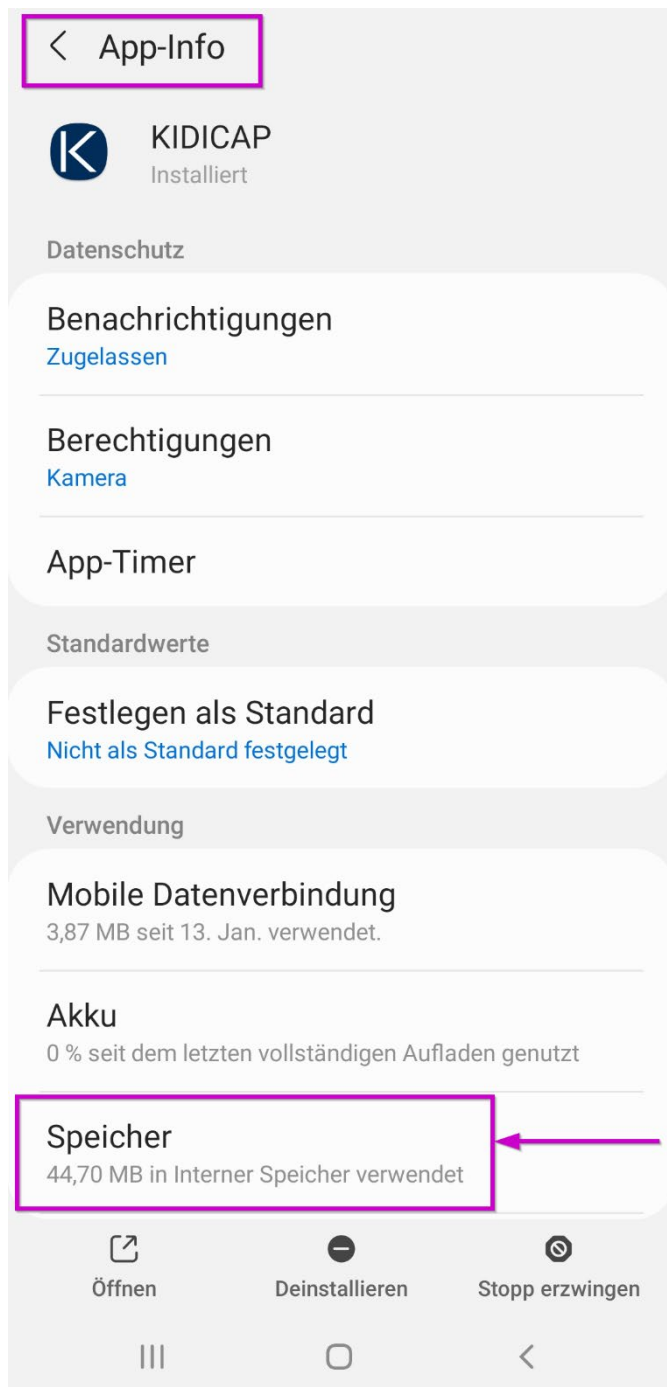 App-Info
KIDICAP
Installiert
Datenschutz
Benachrichtigungen
Zugelassen
Berechtigungen
Kamera
App-Timer
Standardwerte
Festlegen als Standard
Nicht als Standard festgelegt
Verwendung
Mobile Datenverbindung
3,87 MB seit 13. Jan. verwendet.
Akku
0 % seit dem letzten vollständigen Aufladen genutzt
Speicher
44,70 MB in Interner Speicher verwendet
Öffnen Deinstallieren Stopp erzwingen